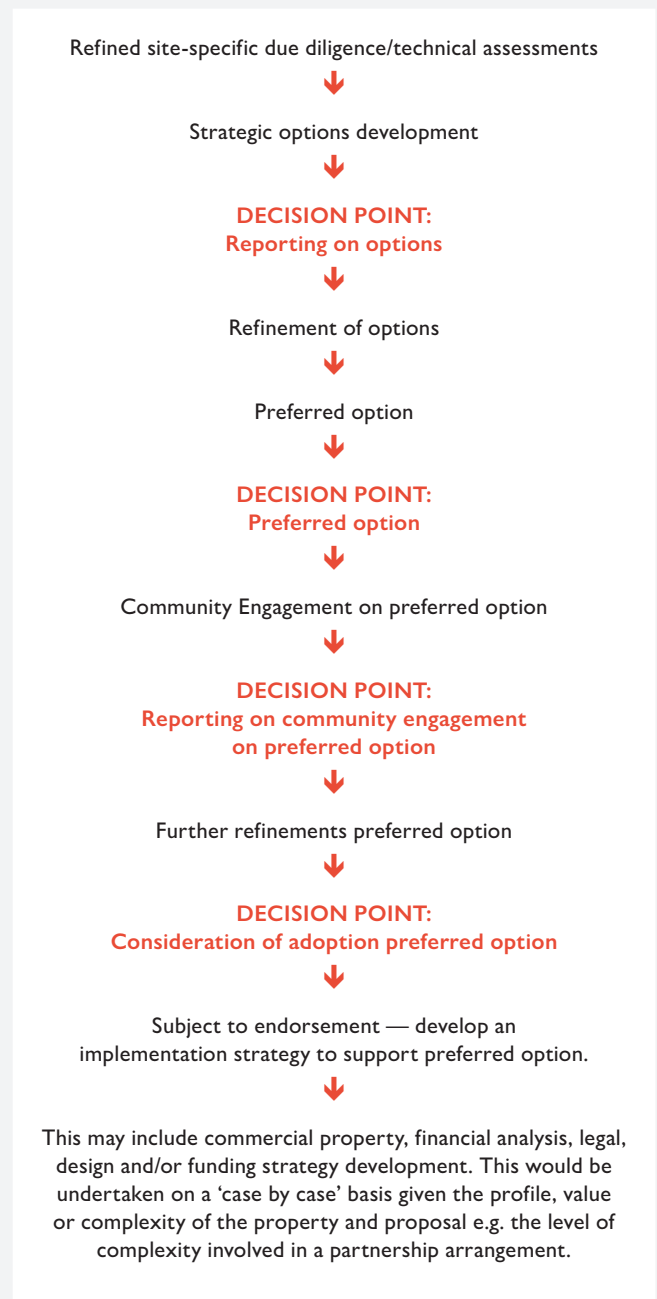 Refined site-specific due diligence/technical assessments
Strategic options development
DECISION POINT:
Reporting on options
Refinement of options
Preferred option
DECISION POINT:
Preferred option
Community Engagement on preferred option
DECISION POINT:
Reporting on community engagement
on preferred option
Further refinements preferred option
DECISION POINT:
Consideration of adoption preferred option
Subject to endorsement — develop an
implementation strategy to support preferred option.
This may include commercial property, financial analysis, legal,
design and/or funding strategy development. This would be
undertaken on a ‘case by case’ basis given the profile, value
or complexity of the property and proposal e.g. the level of
complexity involved in a partnership arrangement.